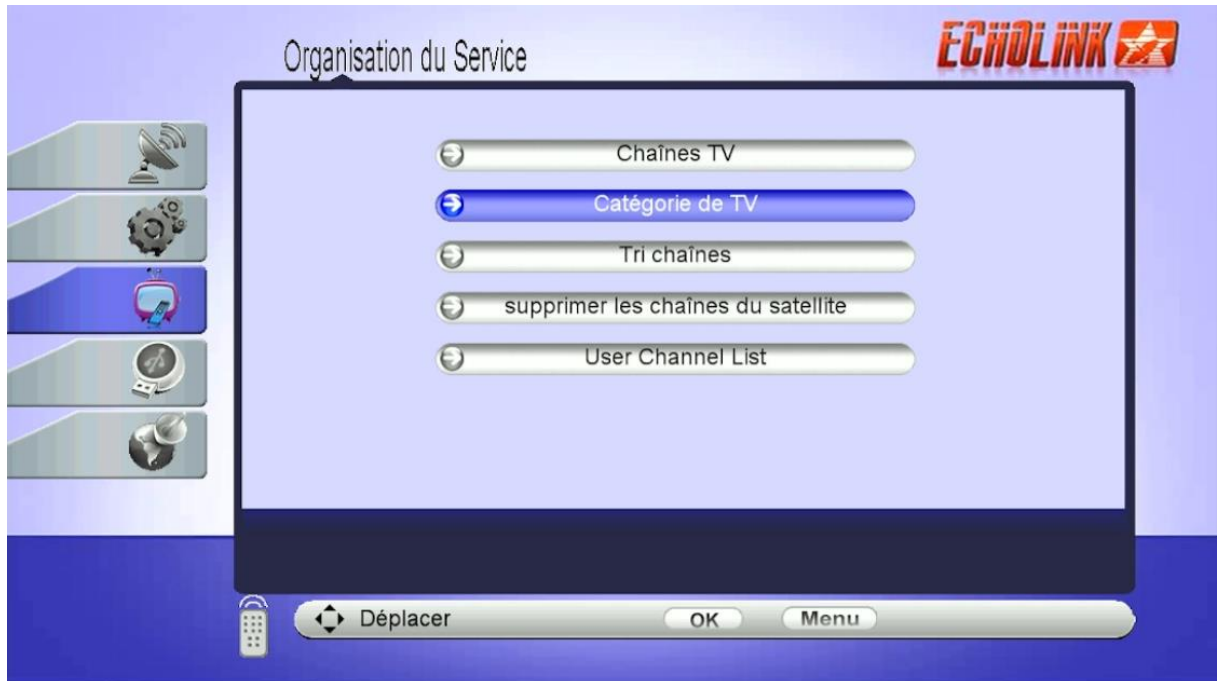 Organisation du Service
ECHOLINK
Chaînes TV
Catégorie de TV
Tri chaînes
supprimer les chaînes du satellite
User Channel List
Déplacer OK Menu